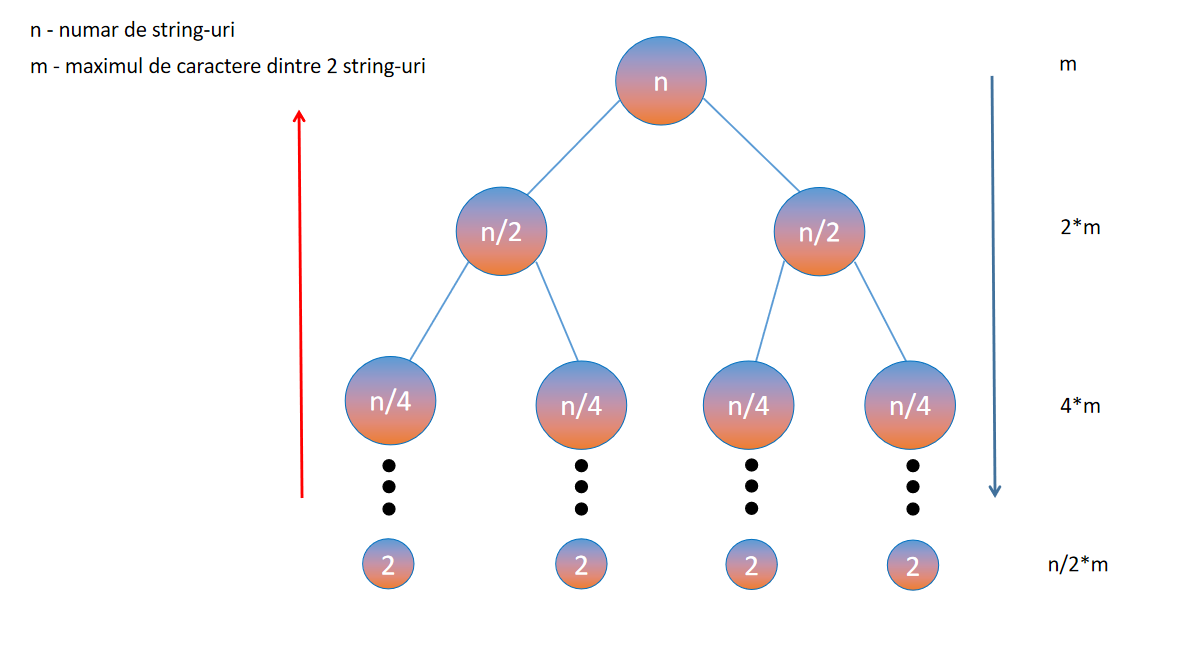 n - numar de string-uri
m - maximul de caractere dintre 2 string-uri
n
m
n/2
n/2
2*m
n/4
n/4
n/4
n/4
4*m
2
2
2
2
n/2*m